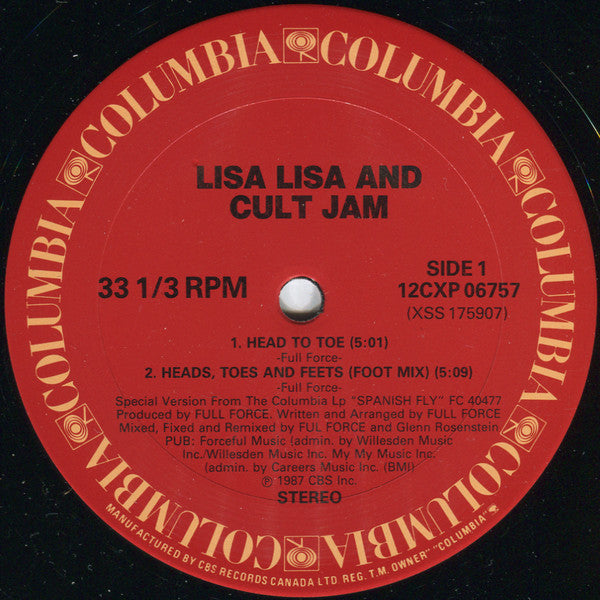 COLUMBIA COLUMBIA COLUMBIA COLUMBIA COLUMBIA COLUMBIA COLUMBIA
LISA LISA AND
CULT JAM
33 1/3 RPM
SIDE 1
12CXP 06757
(XSS 175907)
1. HEAD TO TOE (5:01)
-Full Force-
2. HEADS, TOES AND FEETS (FOOT MIX) (5:09)
-Full Force-
Special Version From The Columbia Lp "SPANISH FLY" FC 40477
Produced by FULL FORCE. Written and Arranged by FULL FORCE
Mixed, Fixed and Remixed by FUL FORCE and Glenn Rosenstein
PUB: Forceful Music (admin. by Willesden Music
Inc./Willesden Music Inc. My My Music Inc.
(admin. by Careers Music Inc. (BMI)
℗ 1987 CBS Inc.
STEREO
MANUFACTURED BY CBS RECORDS CANADA LTD. REG. T.M. OWNER" "COLUMBIA"